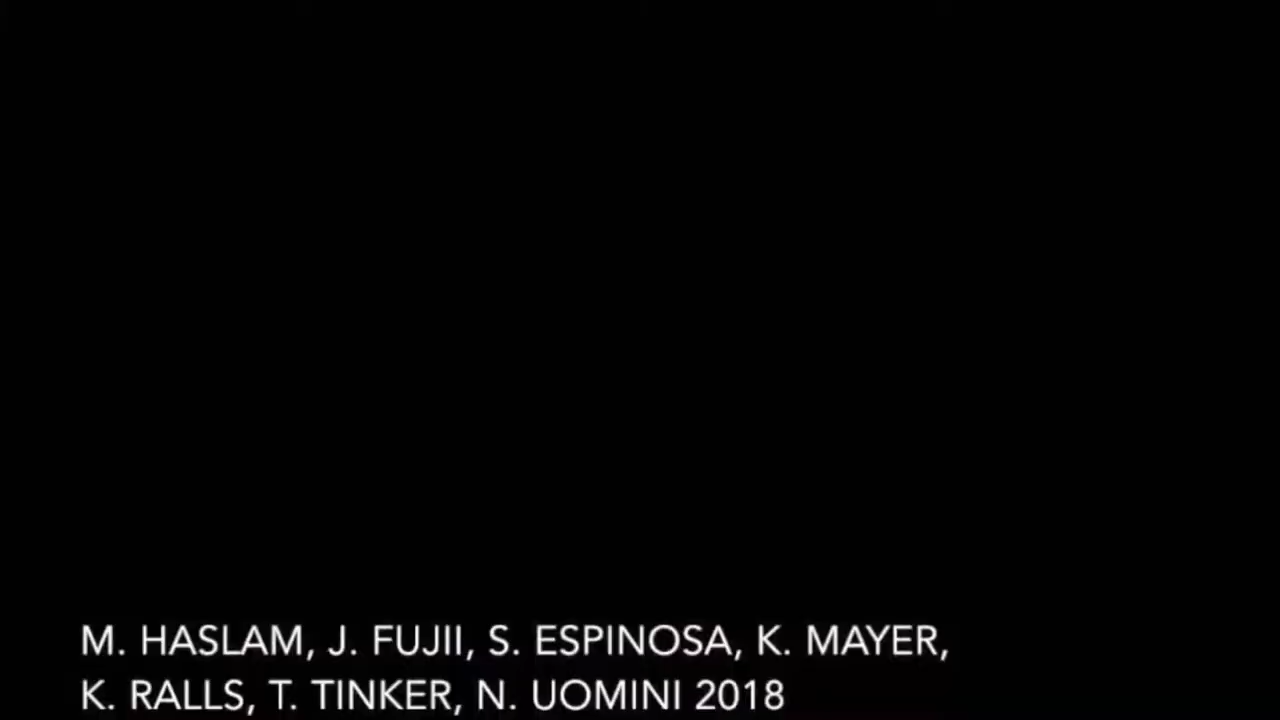 M. HASLAM, J. FUJII, S. ESPINOSA, K. MAYER,
K. RALLS, T. TINKER, N. UOMINI 2018